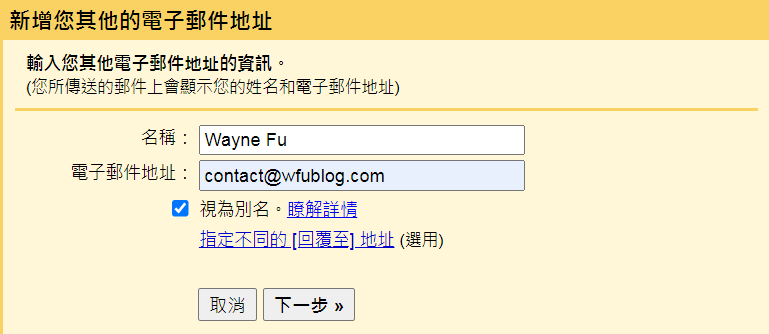 新增您其他的電子郵件地址
輸入您其他電子郵件地址的資訊。
(您所傳送的郵件上會顯示您的姓名和電子郵件地址)
名稱： Wayne Fu
電子郵件地址： contact@wfublog.com
視為別名。瞭解詳情
指定不同的 [回覆至] 地址 (選用)
取消 下一步 »